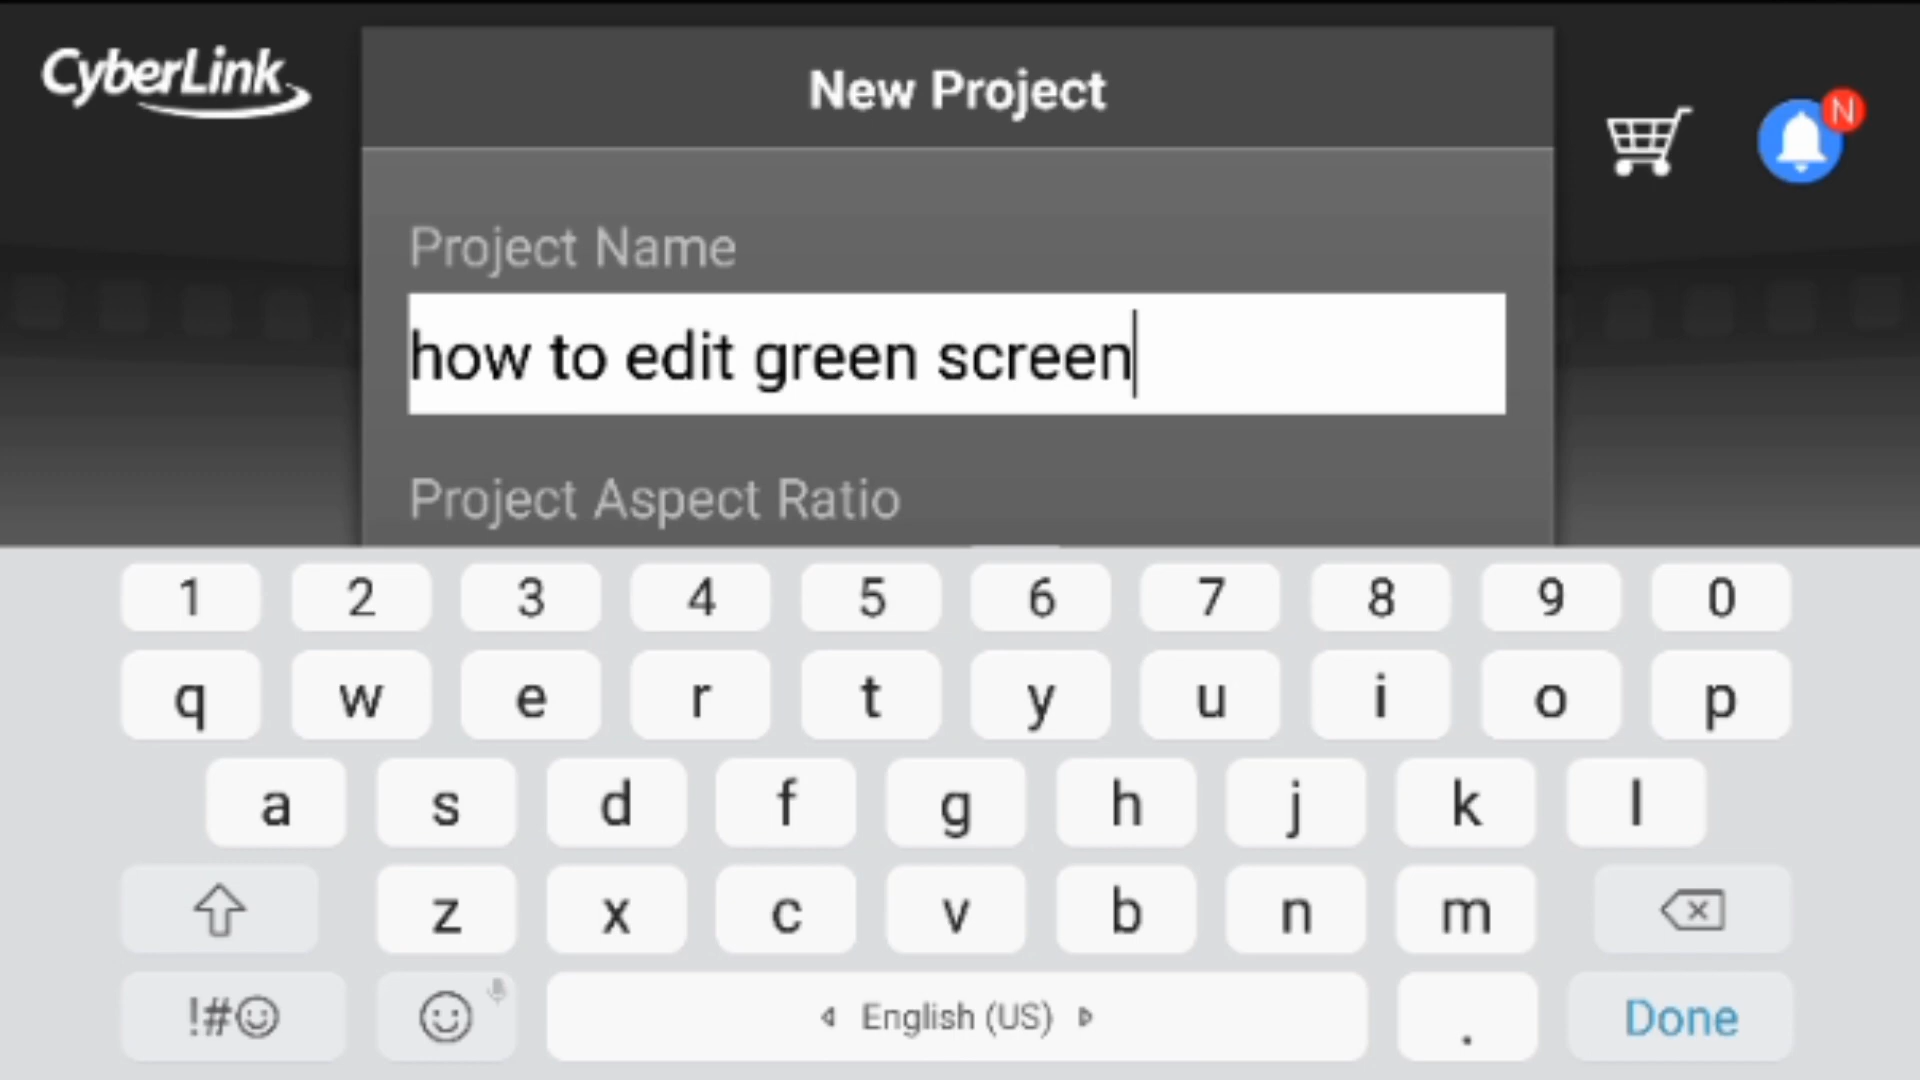 CyberLink
New Project
N
Project Name
how to edit green screen
Project Aspect Ratio
1 2 3 4 5 6 7 8 9 0
q w e r t y u i o p
a s d f g h j k l
z x c v b n m
!#☺ English (US) . Done